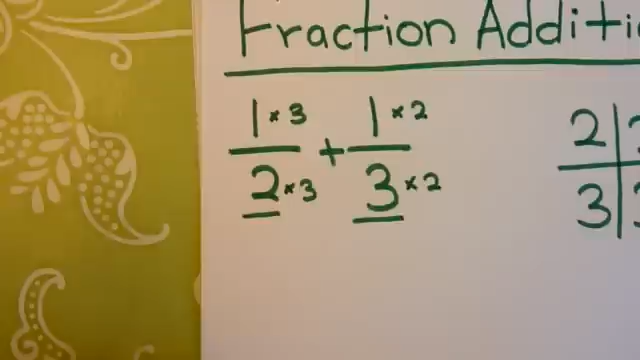 Fraction Additi
1 × 3 + 1 × 2
2 × 3 3 × 2
2
3